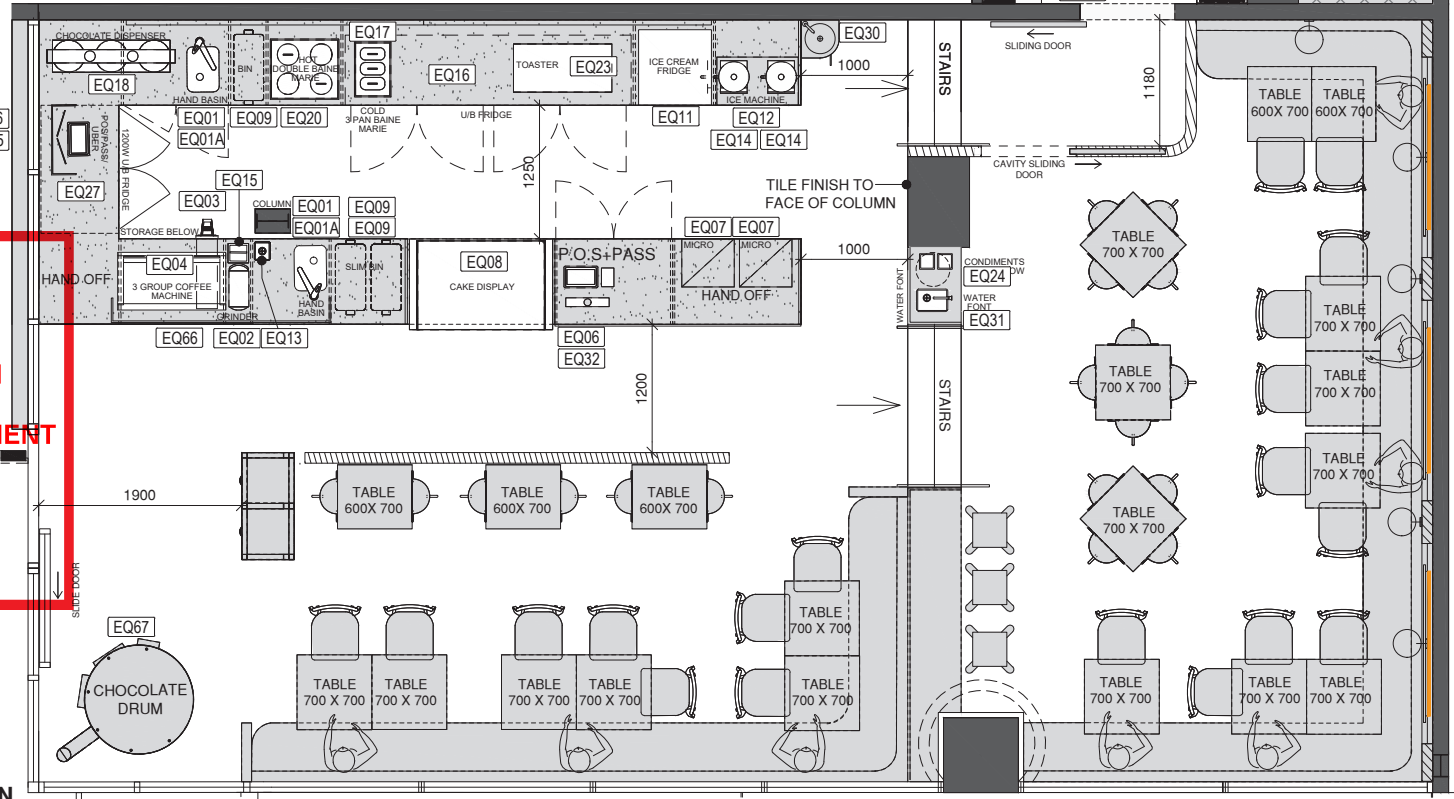 CHOCOLATE DISPENSER
EQ18
HAND BASIN
EQ01
EQ01A
BIN
EQ09
HOT
DOUBLE BAINE
MARIE
EQ20
EQ17
COLD
3 PAN BAINE
MARIE
EQ16
U/B FRIDGE
TOASTER
EQ23
ICE CREAM
FRIDGE
EQ11
ICE MACHINE,
EQ12
EQ14
EQ14
EQ30
1000
STAIRS
SLIDING DOOR
1180
CAVITY SLIDING
DOOR
TABLE
600X 700
TABLE
600X 700
POS/PASS/
UBER
EQ27
1200W U/B FRIDGE
EQ15
EQ03
COLUMN
EQ01
EQ01A
EQ09
EQ09
1250
TILE FINISH TO
FACE OF COLUMN
STORAGE BELOW
HAND OFF
EQ04
3 GROUP COFFEE
MACHINE
GRINDER
HAND
BASIN
SLIM BIN
EQ08
CAKE DISPLAY
P.O.S+PASS
EQ07
EQ07
MICRO
MICRO
HAND OFF
1000
WATER FONT
CONDIMENTS
OW
EQ24
WATER
FONT
EQ31
EQ66
EQ02
EQ13
EQ06
EQ32
1200
STAIRS
TABLE
700 X 700
TABLE
700 X 700
TABLE
700 X 700
TABLE
700 X 700
TABLE
700 X 700
TABLE
700 X 700
MENT
1900
TABLE
600X 700
TABLE
600X 700
TABLE
600X 700
SLIDE DOOR
EQ67
CHOCOLATE
DRUM
TABLE
700 X 700
TABLE
700 X 700
TABLE
700 X 700
TABLE
700 X 700
TABLE
700 X 700
TABLE
700 X 700
TABLE
700 X 700
TABLE
700 X 700
TABLE
700 X 700
N